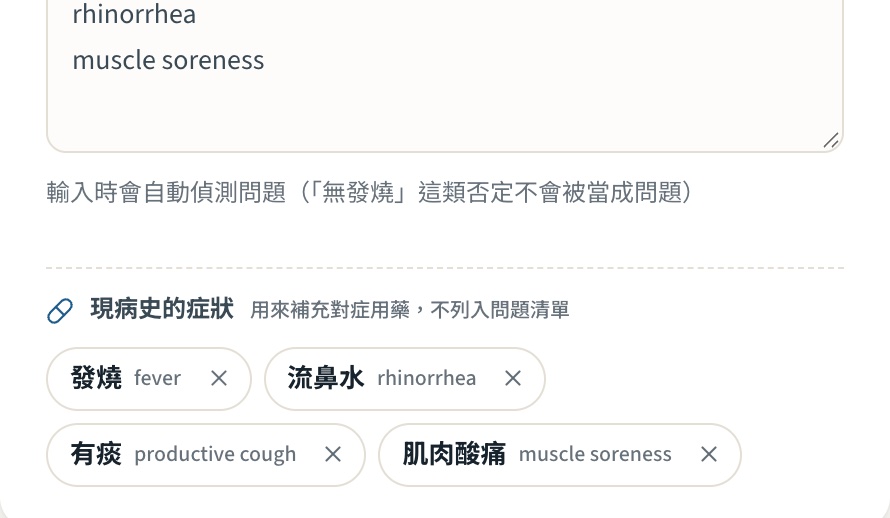 rhinorrhea
muscle soreness
輸入時會自動偵測問題（「無發燒」這類否定不會被當成問題）
現病史的症狀 用來補充對症用藥，不列入問題清單
發燒 fever × 流鼻水 rhinorrhea ×
有痰 productive cough × 肌肉酸痛 muscle soreness ×